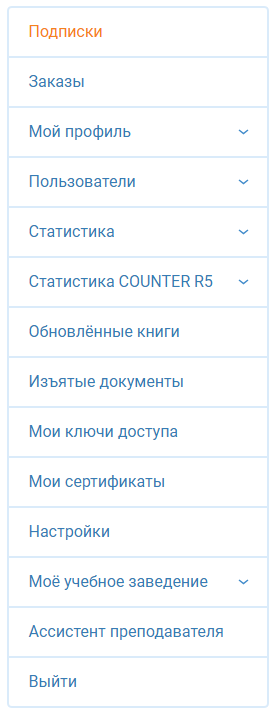 Подписки
Заказы
Мой профиль
Пользователи
Статистика
Статистика COUNTER R5
Обновлённые книги
Изъятые документы
Мои ключи доступа
Мои сертификаты
Настройки
Моё учебное заведение
Ассистент преподавателя
Выйти